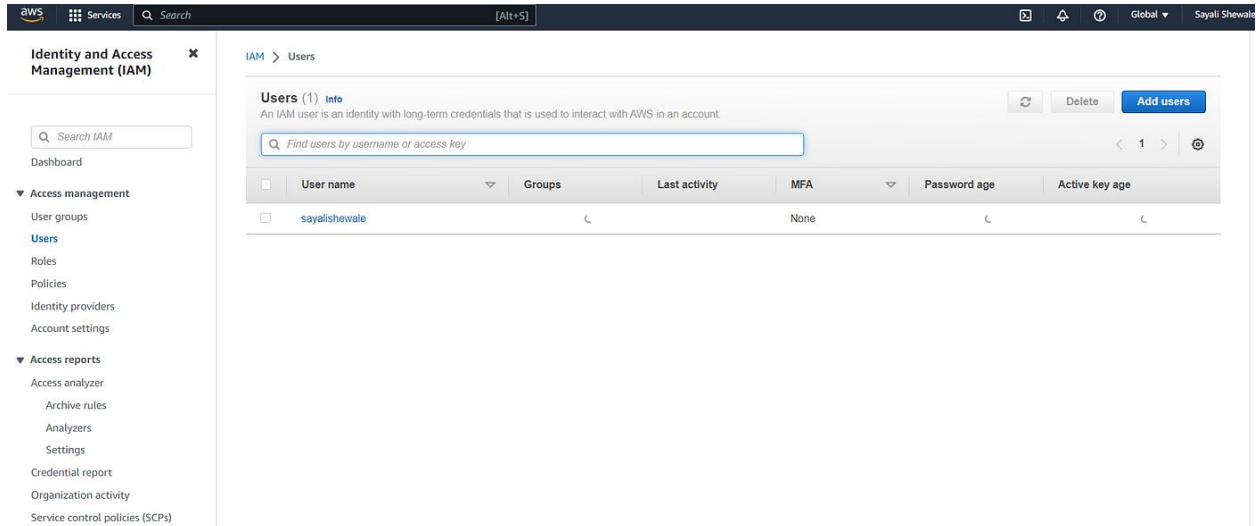 aws Services Search [Alt+S] Global Sayali Shewale
Identity and Access
Management (IAM)
Search IAM
Dashboard
Access management
User groups
Users
Roles
Policies
Identity providers
Account settings
Access reports
Access analyzer
Archive rules
Analyzers
Settings
Credential report
Organization activity
Service control policies (SCPs)
IAM > Users
Users (1) Info
An IAM user is an identity with long-term credentials that is used to interact with AWS in an account.
Delete Add users
Find users by username or access key
1
User name Groups Last activity MFA Password age Active key age
sayalishewale None